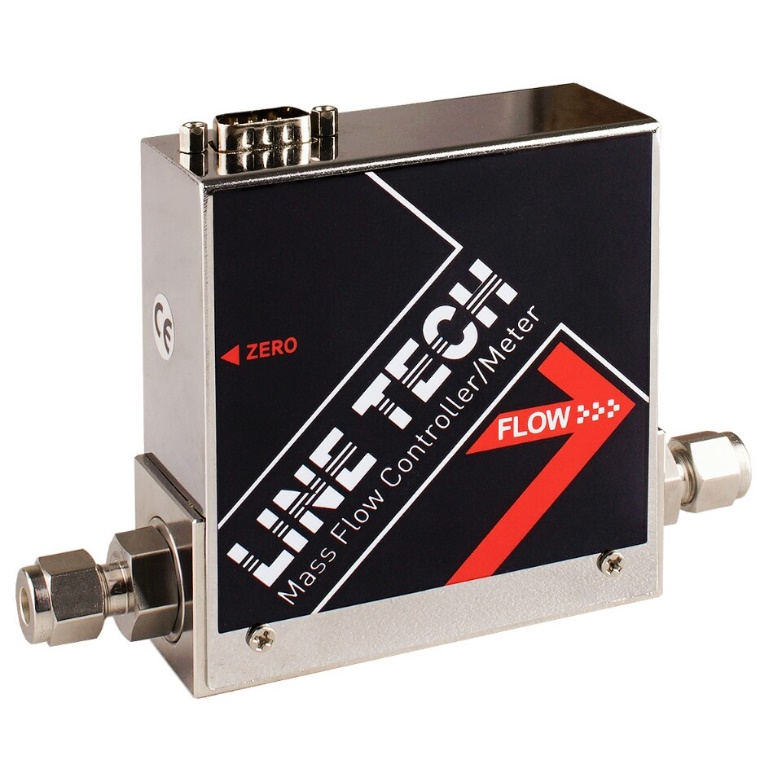 CE
ZERO
LINE TECH
Mass Flow Controller/Meter
FLOW